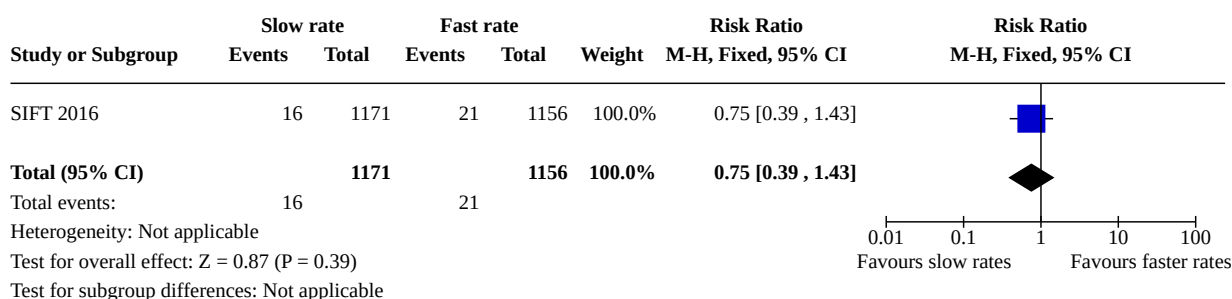 Slow rate Fast rate Risk Ratio Risk Ratio
Study or Subgroup Events Total Events Total Weight M-H, Fixed, 95% CI M-H, Fixed, 95% CI
SIFT 2016 16 1171 21 1156 100.0% 0.75 [0.39 , 1.43]
Total (95% CI) 1171 1156 100.0% 0.75 [0.39 , 1.43]
Total events: 16 21
Heterogeneity: Not applicable
0.01 0.1 1 10 100
Test for overall effect: Z = 0.87 (P = 0.39)
Favours slow rates Favours faster rates
Test for subgroup differences: Not applicable